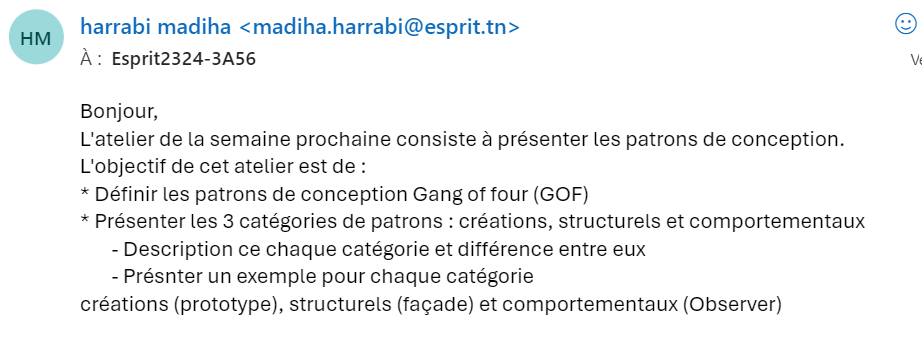 HM
harrabi madiha <madiha.harrabi@esprit.tn>
À : Esprit2324-3A56
Bonjour,
L'atelier de la semaine prochaine consiste à présenter les patrons de conception.
L'objectif de cet atelier est de :
* Définir les patrons de conception Gang of four (GOF)
* Présenter les 3 catégories de patrons : créations, structurels et comportementaux
- Description ce chaque catégorie et différence entre eux
- Présnter un exemple pour chaque catégorie
créations (prototype), structurels (façade) et comportementaux (Observer)